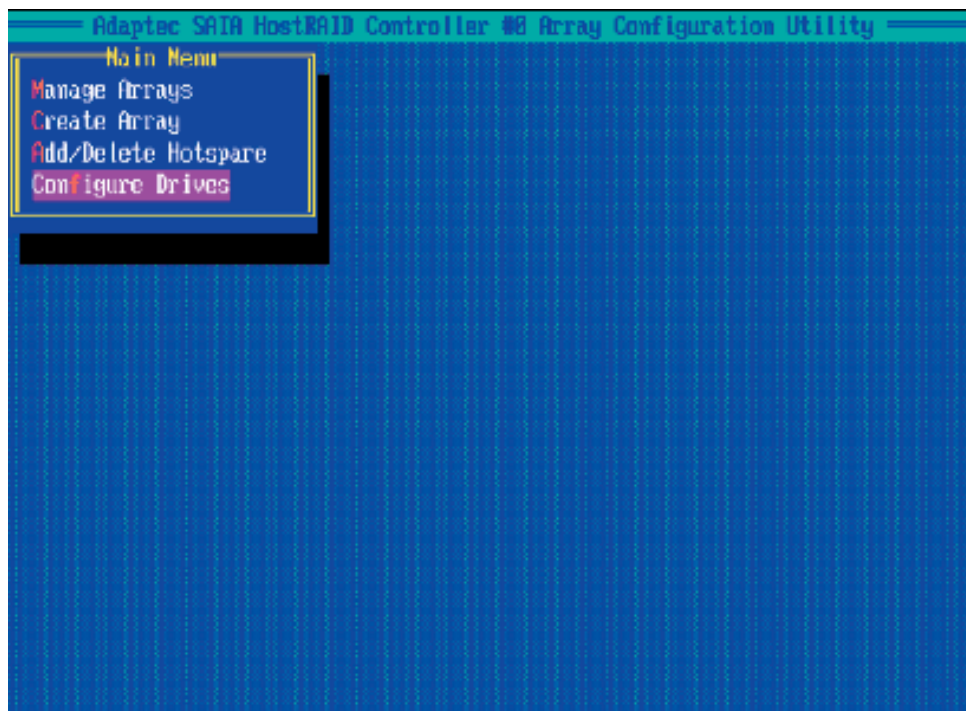 Adaptec SATA HostRAID Controller #0 Array Configuration Utility
Main Menu
Manage Arrays
Create Array
Add/Delete Hotspare
Configure Drives